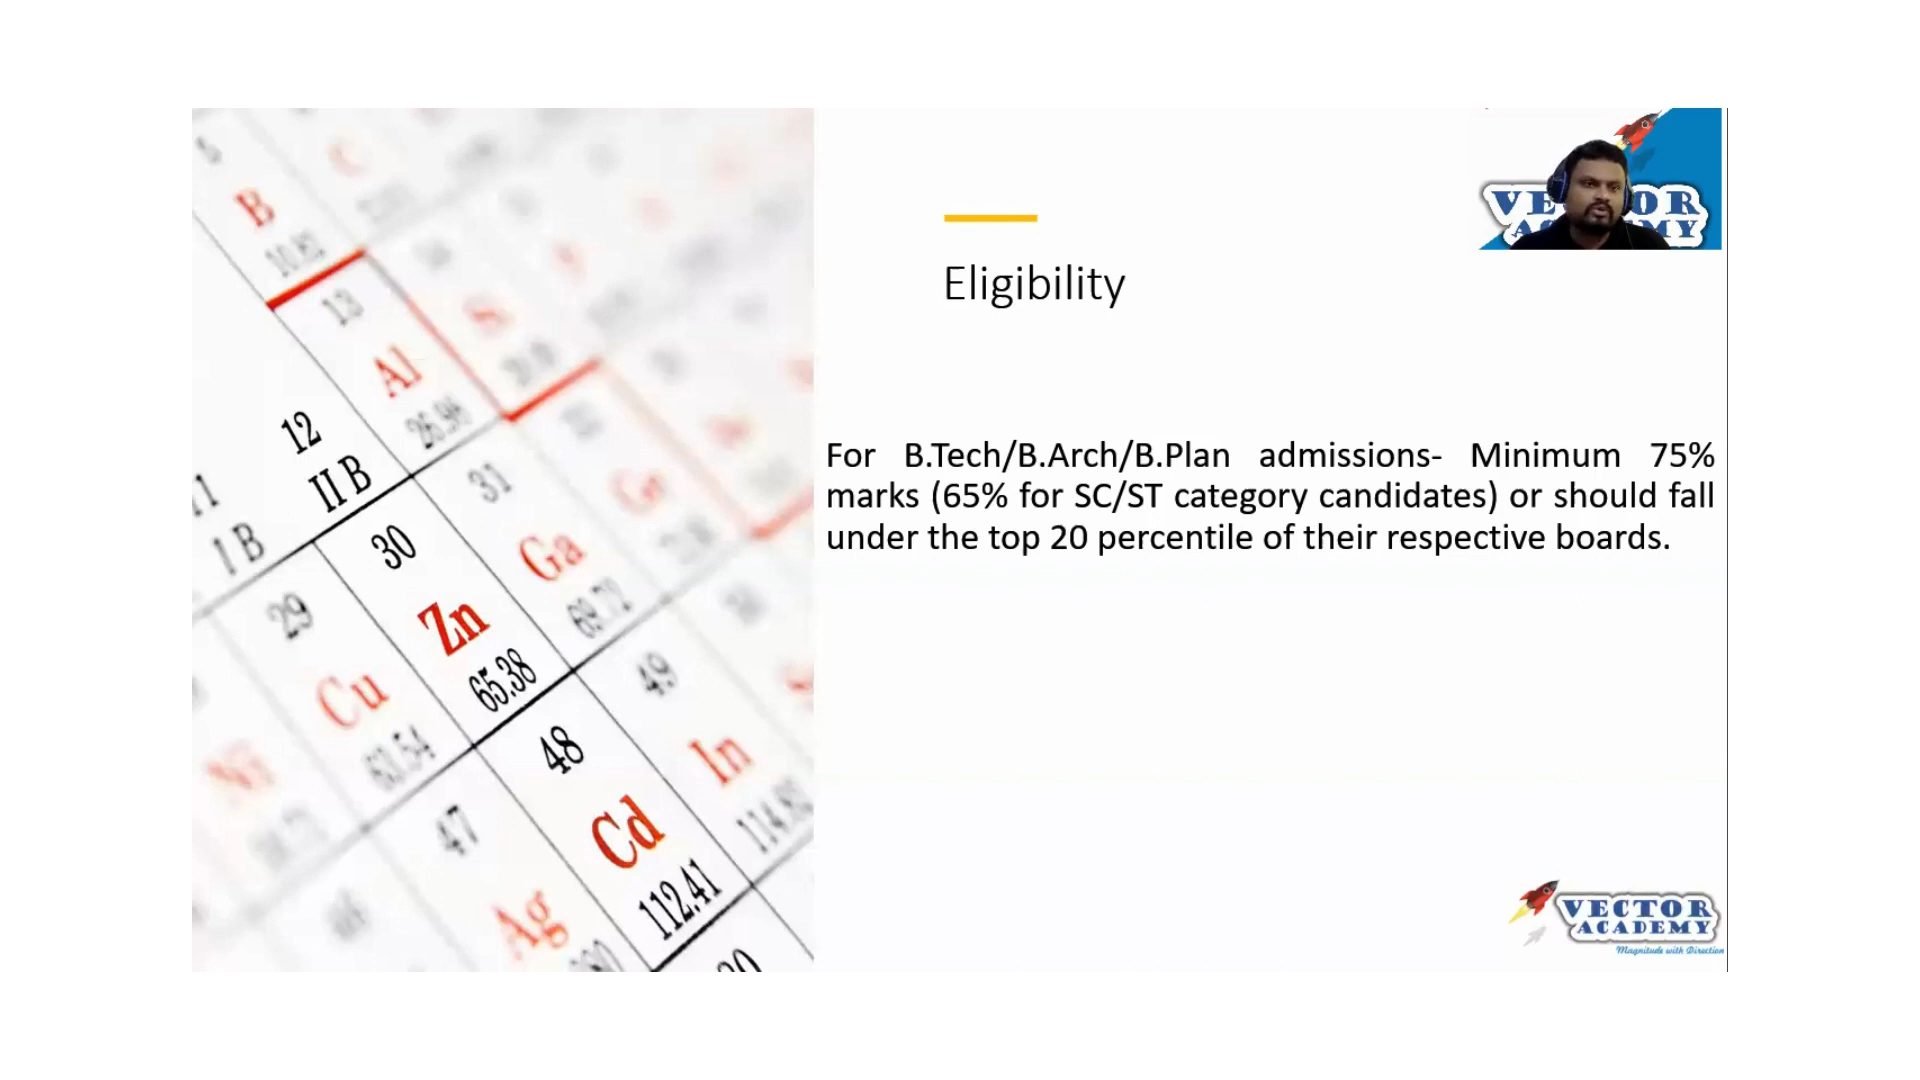 B
10.81
13
Al
26.98
12
II B
I B
31
Ga
69.72
30
Zn
65.38
29
Cu
63.54
49
In
48
Cd
112.41
47
Ag
Eligibility
For B.Tech/B.Arch/B.Plan admissions- Minimum 75%
marks (65% for SC/ST category candidates) or should fall
under the top 20 percentile of their respective boards.
VECTOR
ACADEMY
Magnitude with Direction